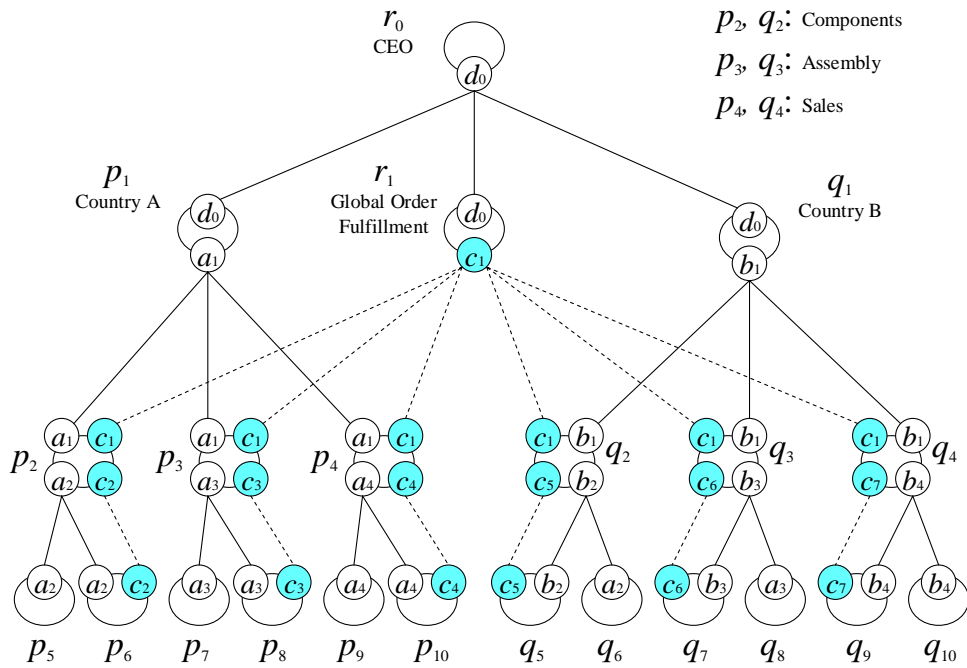 r0
CEO
p2, q2: Components
p3, q3: Assembly
p4, q4: Sales
d0
p1
Country A
r1
Global Order
Fulfillment
q1
Country B
d0
d0
d0
a1
c1
b1
a1 c1 a1 c1 a1 c1 c1 b1 c1 b1 c1 b1
p2 p3 p4 q2 q3 q4
a2 c2 a3 c3 a4 c4 c5 b2 c6 b3 c7 b4
a2 a2 c2 a3 a3 c3 a4 a4 c4 c5 b2 a2 c6 b3 a3 c7 b4 b4
p5 p6 p7 p8 p9 p10 q5 q6 q7 q8 q9 q10